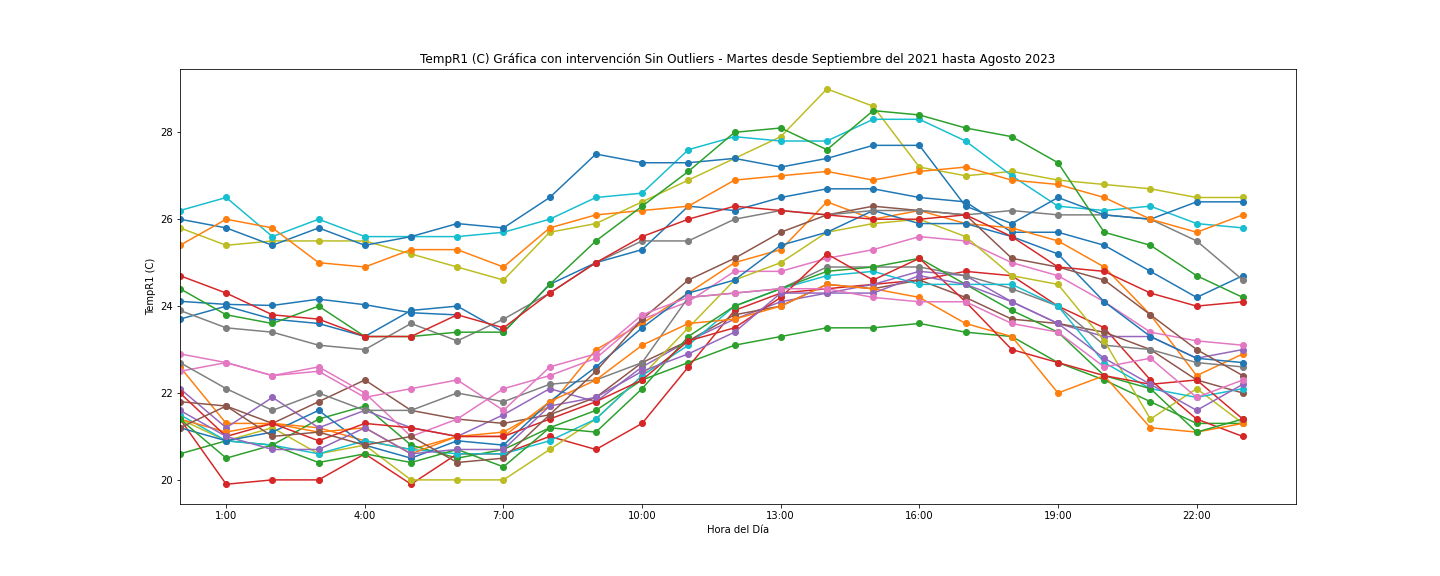 TempR1 (C) Gráfica con intervención Sin Outliers - Martes desde Septiembre del 2021 hasta Agosto 2023
TempR1 (C)
28
26
24
22
20
1:00 4:00 7:00 10:00 13:00 16:00 19:00 22:00
Hora del Día